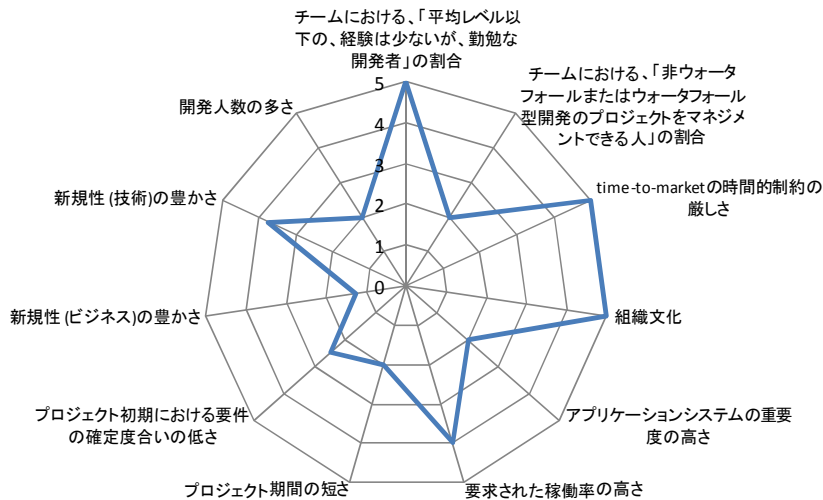 チームにおける、「平均レベル以
下の、経験は少ないが、勤勉な
開発者」の割合
チームにおける、「非ウォータ
フォールまたはウォータフォール
型開発のプロジェクトをマネジメ
ントできる人」の割合
time-to-marketの時間的制約の
厳しさ
組織文化
アプリケーションシステムの重要
度の高さ
要求された稼働率の高さ
プロジェクト期間の短さ
プロジェクト初期における要件
の確定度合いの低さ
新規性(ビジネス)の豊かさ
新規性(技術)の豊かさ
開発人数の多さ
5
4
3
2
1
0